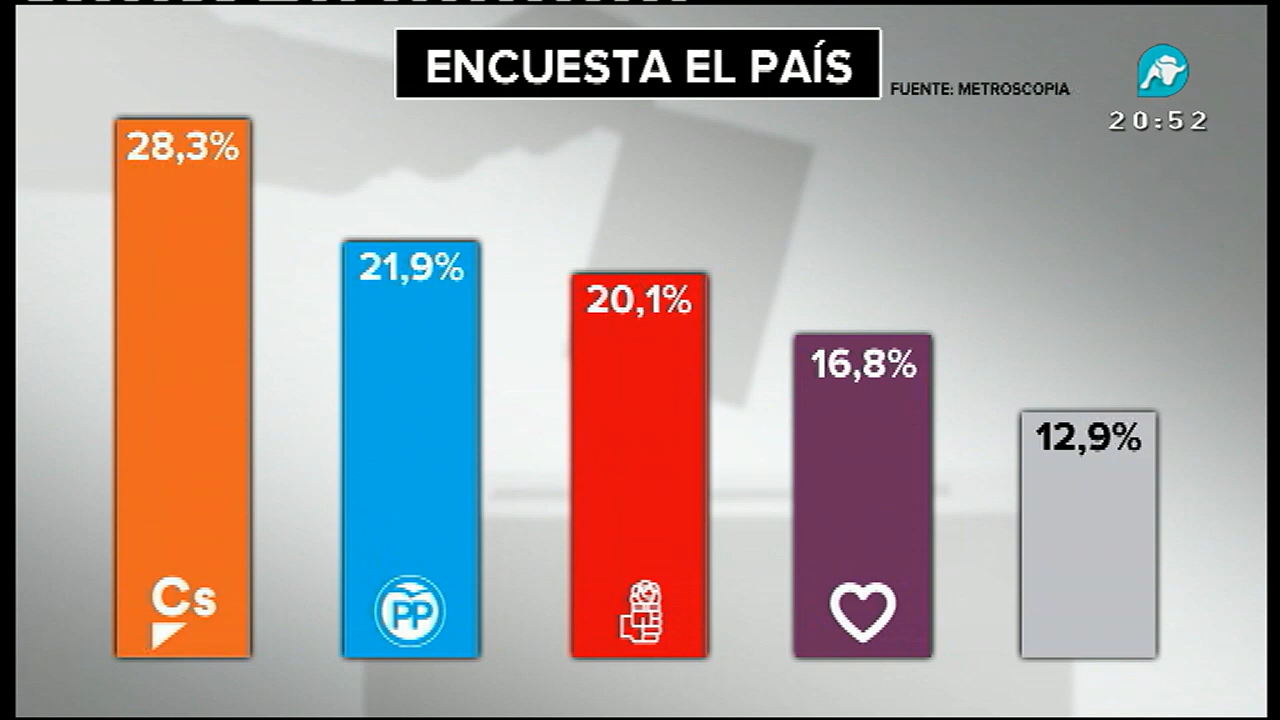 ENCUESTA EL PAÍS
FUENTE: METROSCOPIA
20:52
28,3%
21,9%
20,1%
16,8%
12,9%
Cs
PP